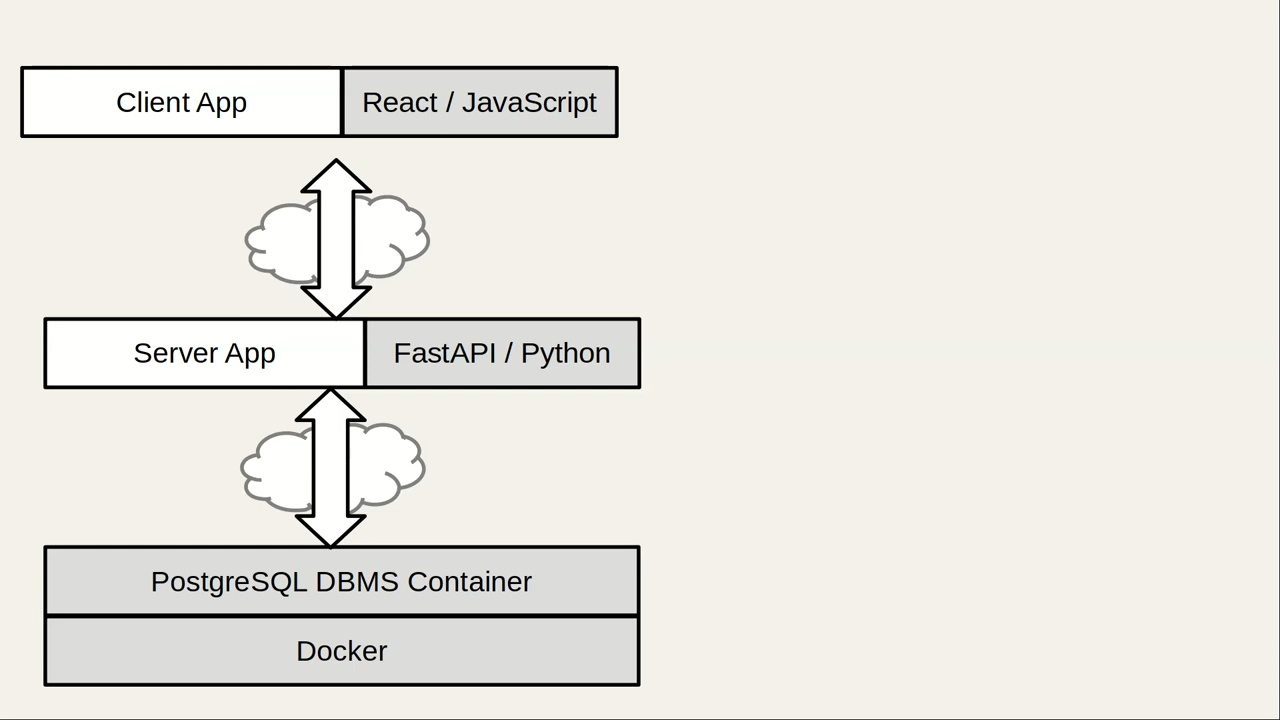 Client App
React / JavaScript
Server App
FastAPI / Python
PostgreSQL DBMS Container
Docker